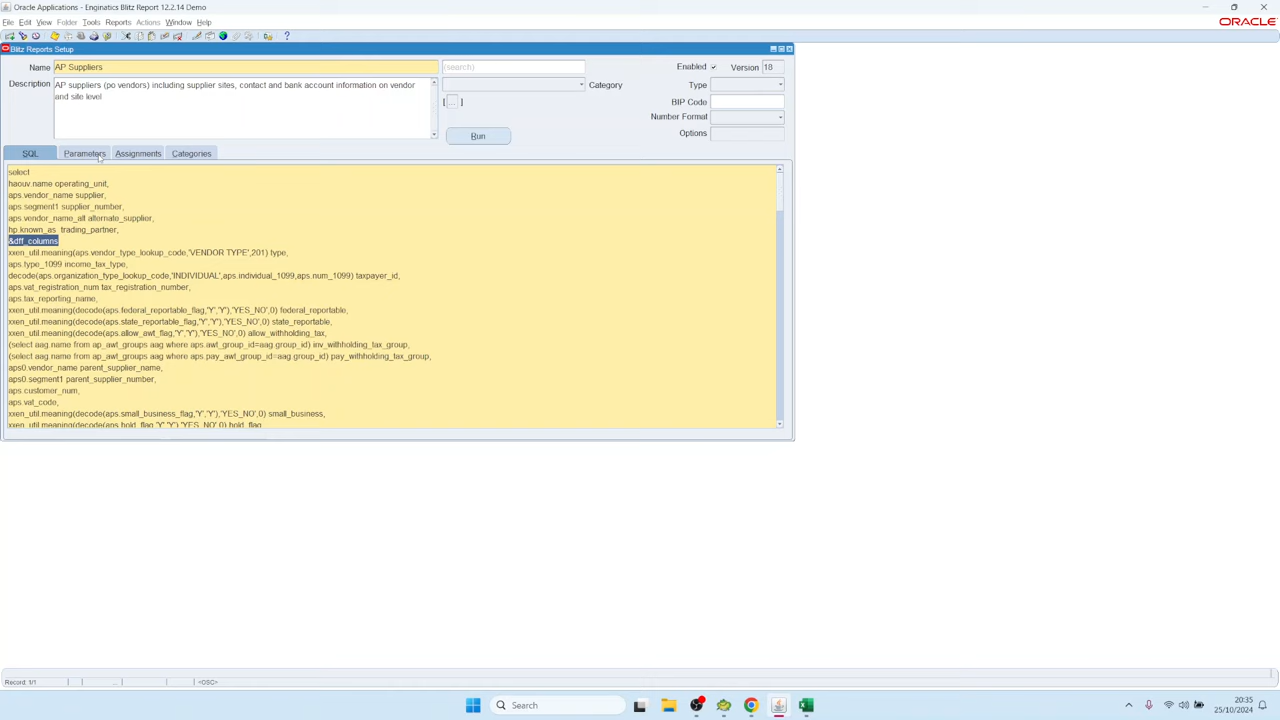 Oracle Applications - Enginatics Blitz Report 12.2.14 Demo
File Edit View Folder Tools Reports Actions Window Help
ORACLE
Blitz Reports Setup
Name AP Suppliers (search) Enabled Version 18
Description AP suppliers (po vendors) including supplier sites, contact and bank account information on vendor Category Type
and site level
[ ... ] BIP Code
Number Format
Run Options
SQL Parameters Assignments Categories
select
haouv.name operating_unit,
aps.vendor_name supplier,
aps.segment1 supplier_number,
aps.vendor_name_alt alternate_supplier,
hp.known_as trading_partner,
&dff_columns
xxen_util.meaning(aps.vendor_type_lookup_code,'VENDOR TYPE',201) type,
aps.type_1099 income_tax_type,
decode(aps.organization_type_lookup_code,'INDIVIDUAL',aps.individual_1099,aps.num_1099) taxpayer_id,
aps.vat_registration_num tax_registration_number,
aps.tax_reporting_name,
xxen_util.meaning(decode(aps.federal_reportable_flag,'Y','Y'),'YES_NO',0) federal_reportable,
xxen_util.meaning(decode(aps.state_reportable_flag,'Y','Y'),'YES_NO',0) state_reportable,
xxen_util.meaning(decode(aps.allow_awt_flag,'Y','Y'),'YES_NO',0) allow_withholding_tax,
(select aag.name from ap_awt_groups aag where aps.awt_group_id=aag.group_id) inv_withholding_tax_group,
(select aag.name from ap_awt_groups aag where aps.pay_awt_group_id=aag.group_id) pay_withholding_tax_group,
aps0.vendor_name parent_supplier_name,
aps0.segment1 parent_supplier_number,
aps.customer_num,
aps.vat_code,
xxen_util.meaning(decode(aps.small_business_flag,'Y','Y'),'YES_NO',0) small_business,
xxen_util.meaning(decode(aps.hold_flag,'Y','Y'),'YES_NO',0) hold_flag
Record: 1/1 ... <OSC>
Search
20:35
25/10/2024